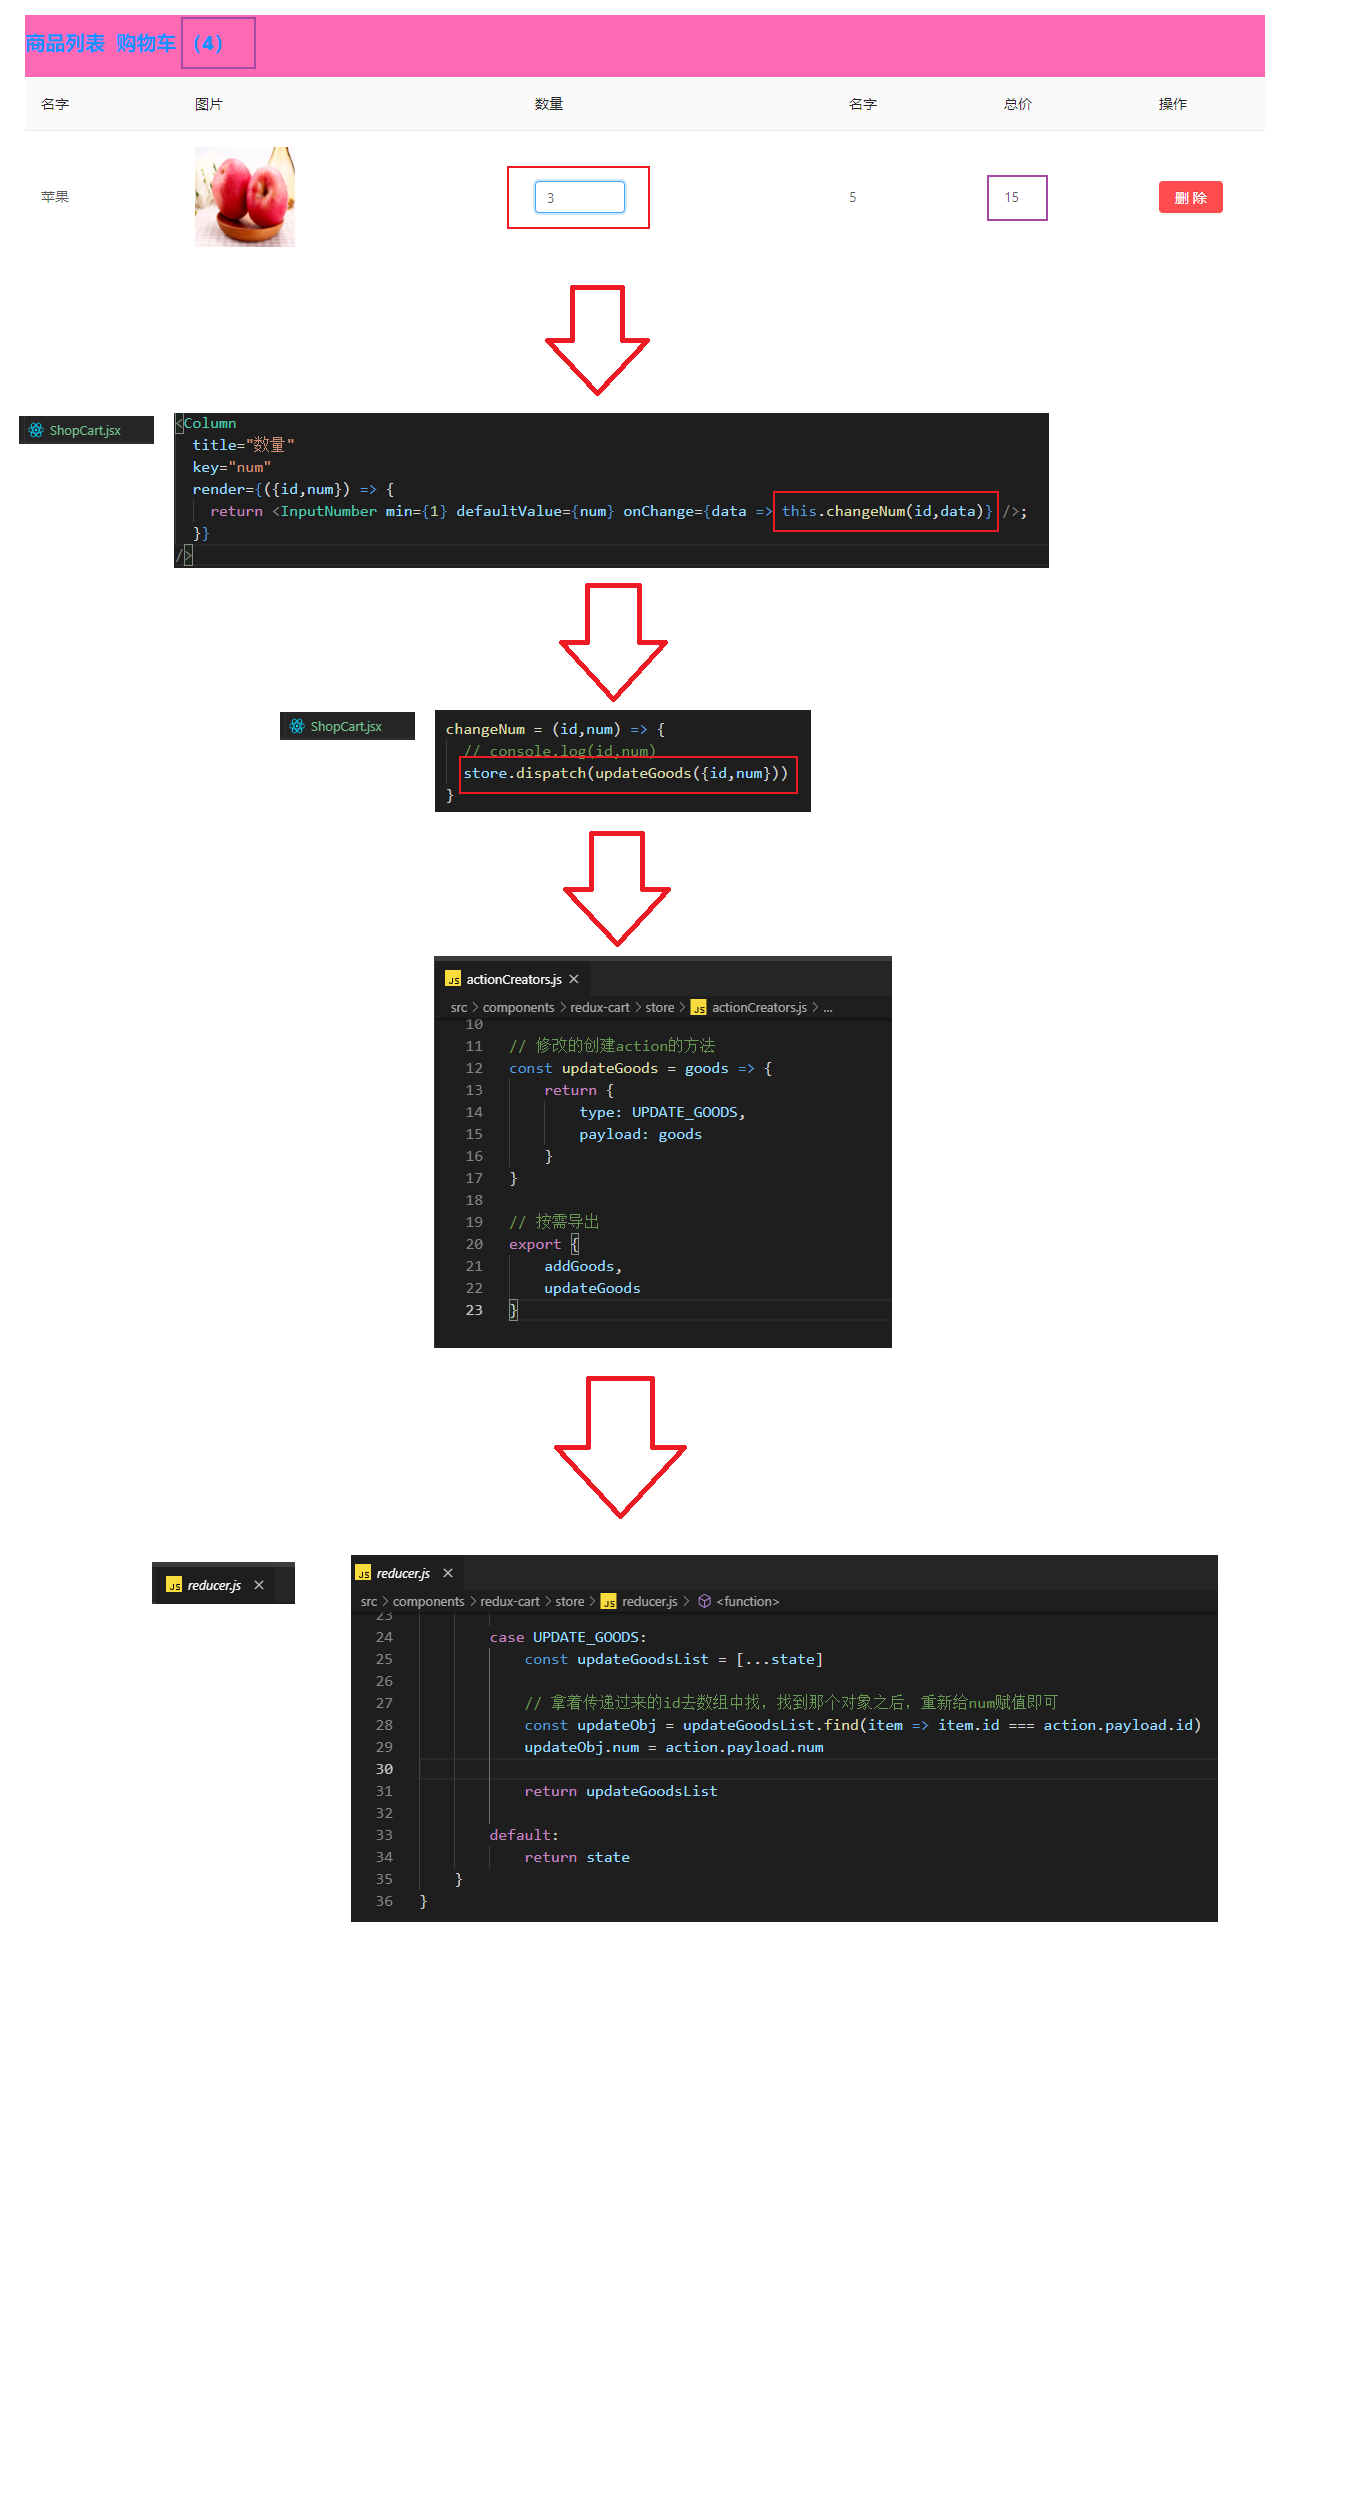 商品列表 购物车 (4)
名字 图片 数量 名字 总价 操作
苹果 3 5 15 删 除
ShopCart.jsx
<Column
title="数量"
key="num"
render={({id,num}) => {
return <InputNumber min={1} defaultValue={num} onChange={data => this.changeNum(id,data)} />;
}}
/>
ShopCart.jsx
changeNum = (id,num) => {
// console.log(id,num)
store.dispatch(updateGoods({id,num}))
}
JS actionCreators.js ×
src > components > redux-cart > store > JS actionCreators.js > ...
10
11 // 修改的创建action的方法
12 const updateGoods = goods => {
13 return {
14 type: UPDATE_GOODS,
15 payload: goods
16 }
17 }
18
19 // 按需导出
20 export {
21 addGoods,
22 updateGoods
23 }
JS reducer.js ×
JS reducer.js ×
src > components > redux-cart > store > JS reducer.js > <function>
23
24 case UPDATE_GOODS:
25 const updateGoodsList = [...state]
26
27 // 拿着传递过来的id去数组中找，找到那个对象之后，重新给num赋值即可
28 const updateObj = updateGoodsList.find(item => item.id === action.payload.id)
29 updateObj.num = action.payload.num
30
31 return updateGoodsList
32
33 default:
34 return state
35 }
36 }